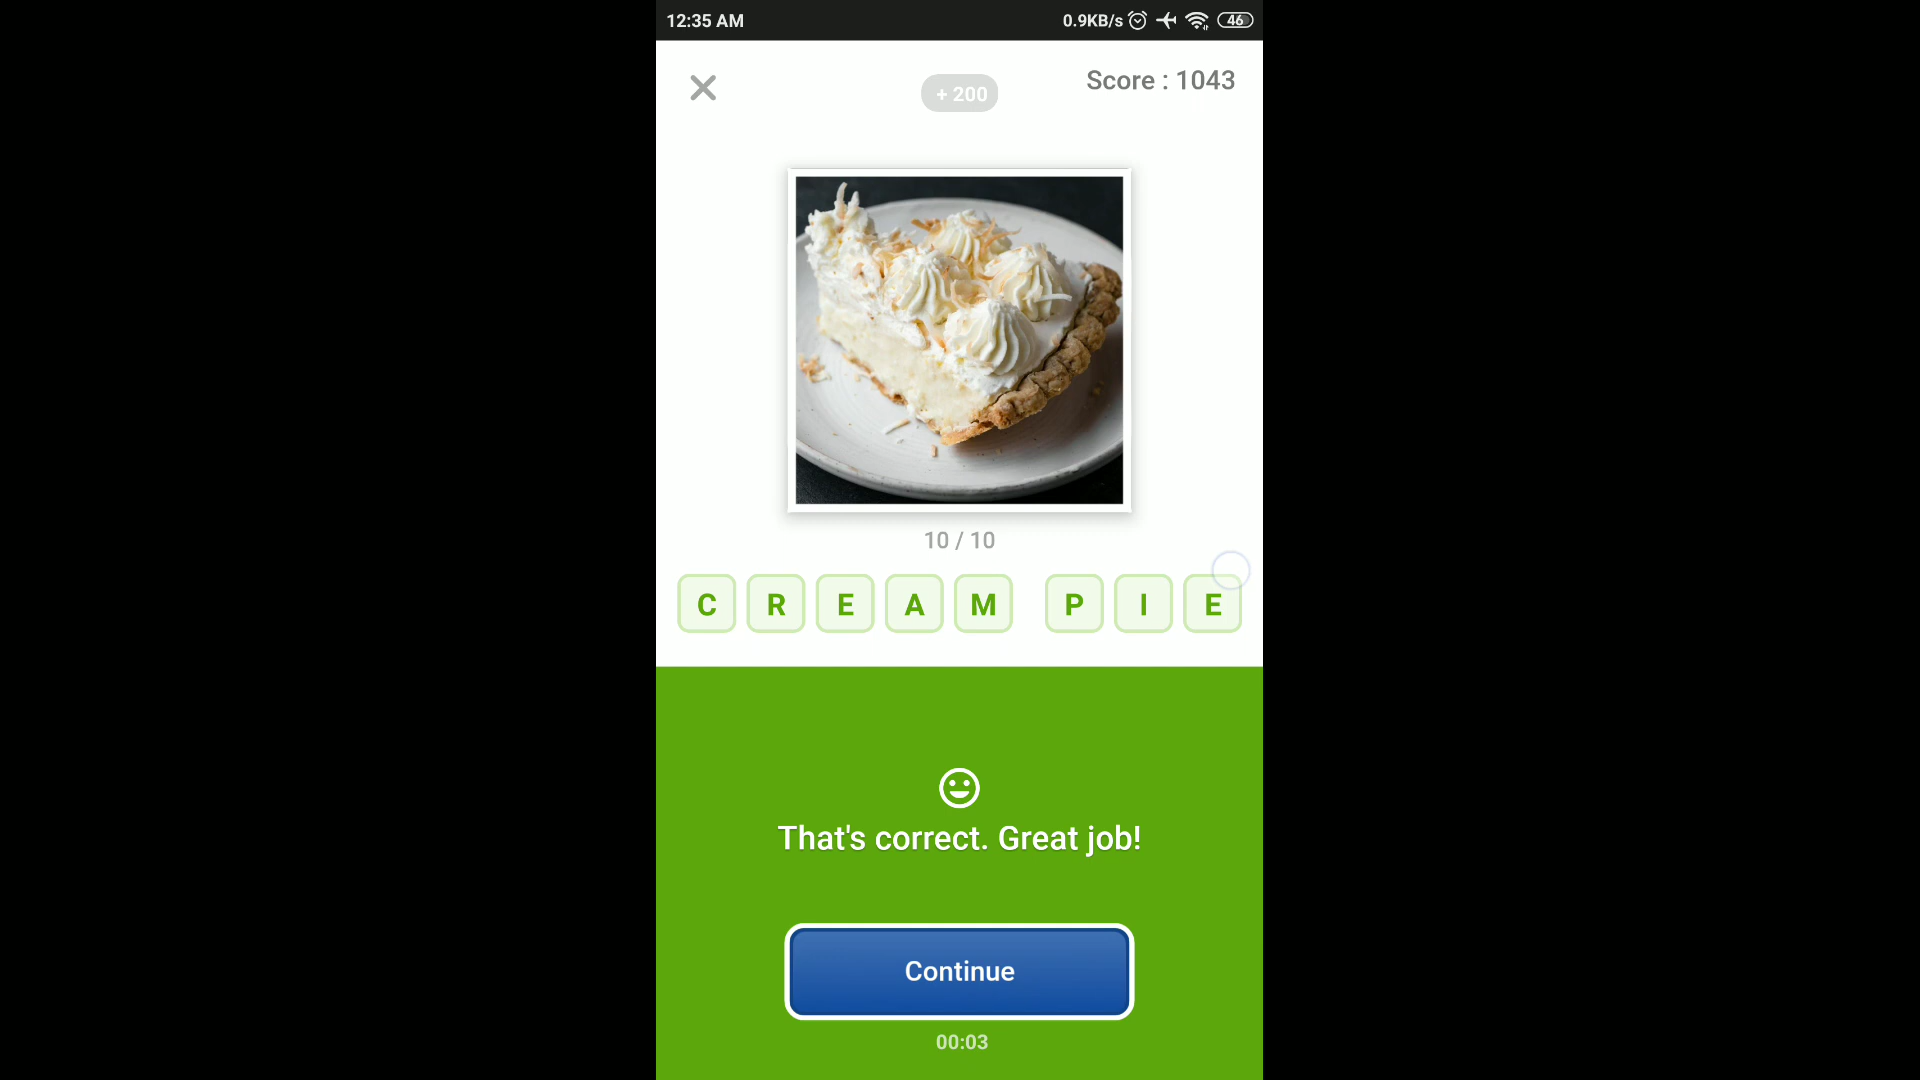 12:35 AM 0.9KB/s 46
+ 200 Score : 1043
10 / 10
C R E A M P I E
That's correct. Great job!
Continue
00:03